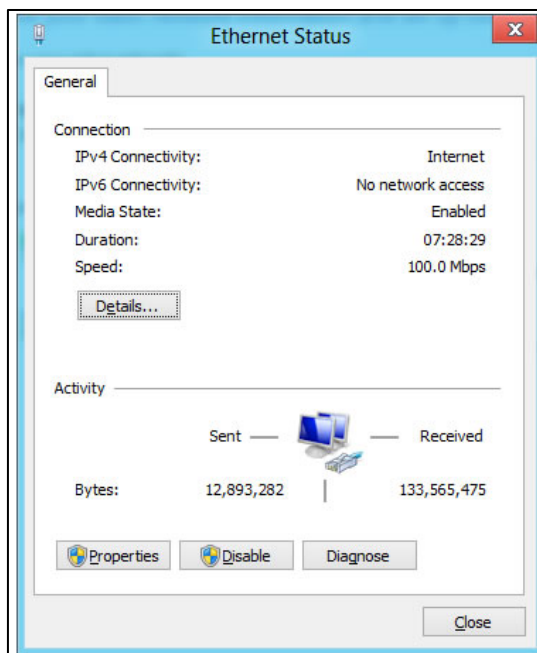 Ethernet Status
x
General
Connection
IPv4 Connectivity: Internet
IPv6 Connectivity: No network access
Media State: Enabled
Duration: 07:28:29
Speed: 100.0 Mbps
Details...
Activity
Sent Received
Bytes: 12,893,282 133,565,475
Properties Disable Diagnose
Close